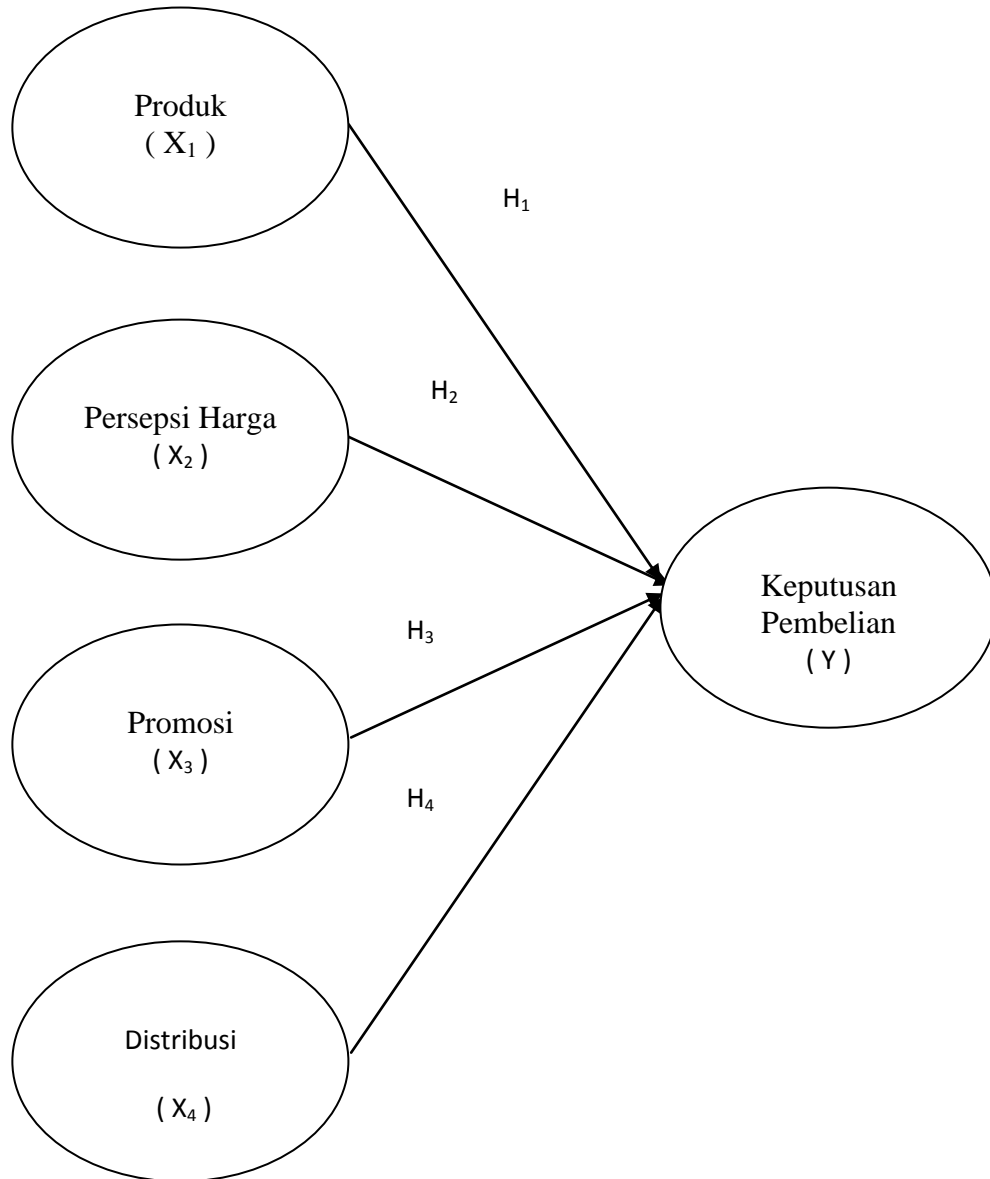 Produk
( X₁ )
H₁
Persepsi Harga
( X₂ )
H₂
Keputusan
Pembelian
( Y )
H₃
Promosi
( X₃ )
H₄
Distribusi
( X₄ )